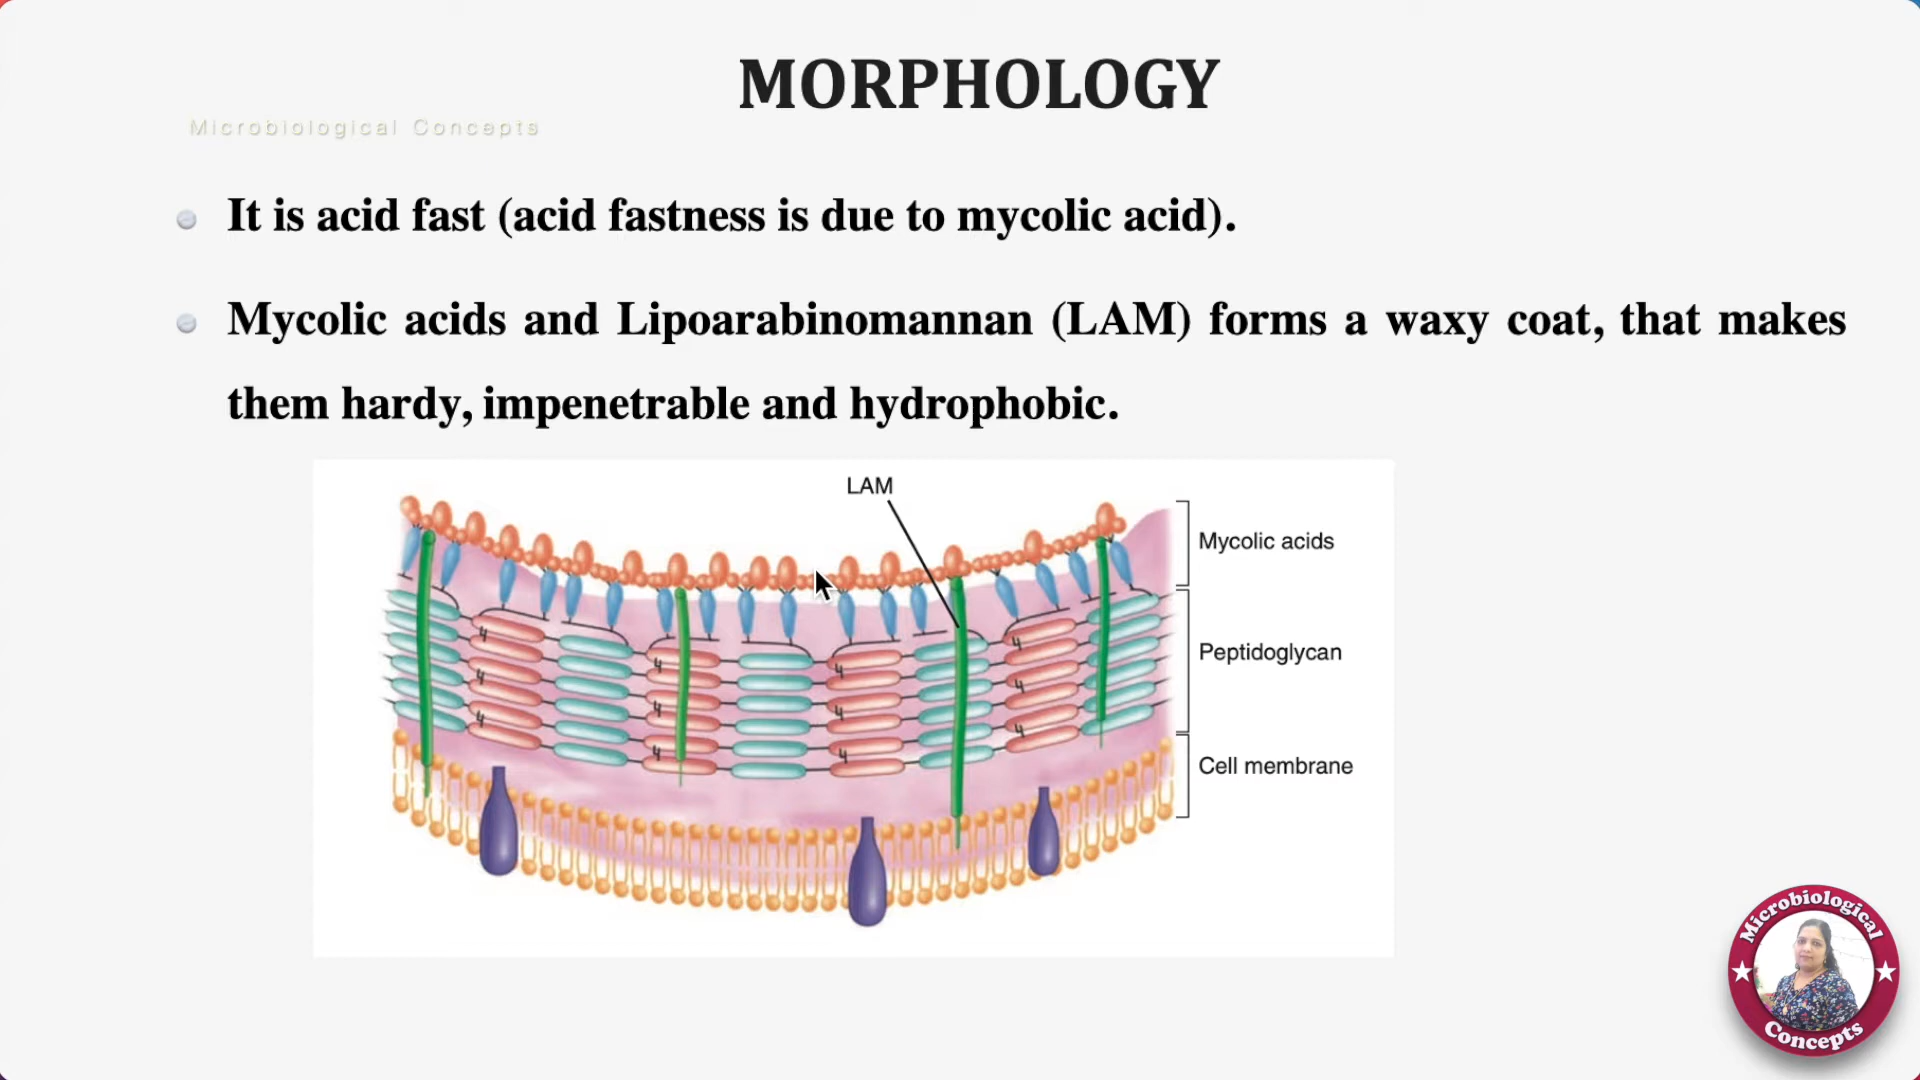 MORPHOLOGY
Microbiological Concepts
It is acid fast (acid fastness is due to mycolic acid).
Mycolic acids and Lipoarabinomannan (LAM) forms a waxy coat, that makes
them hardy, impenetrable and hydrophobic.
LAM
Mycolic acids
Peptidoglycan
Cell membrane
Microbiological
Concepts